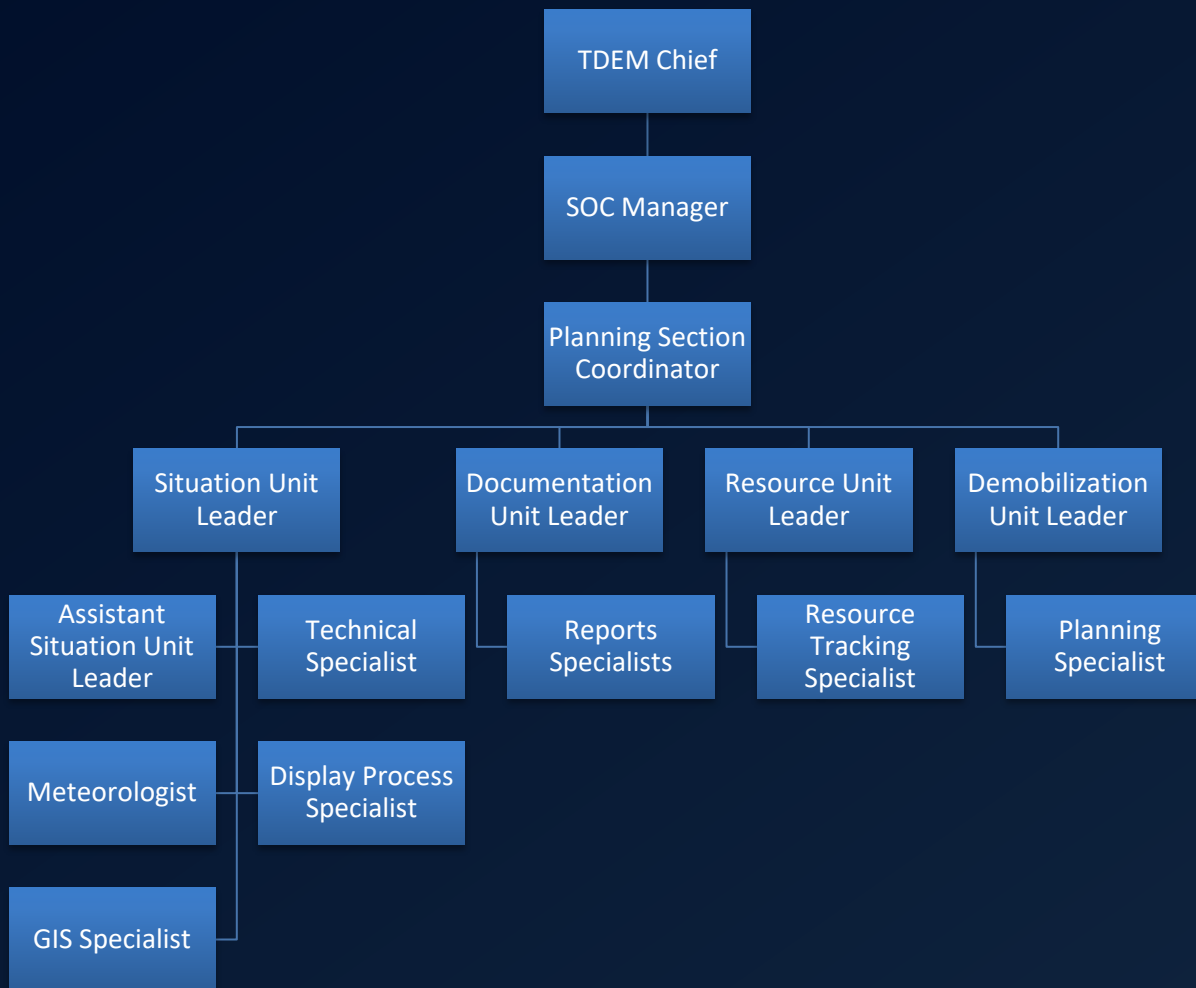 TDEM Chief
SOC Manager
Planning Section
Coordinator
Situation Unit
Leader
Documentation
Unit Leader
Resource Unit
Leader
Demobilization
Unit Leader
Assistant
Situation Unit
Leader
Technical
Specialist
Reports
Specialists
Resource
Tracking
Specialist
Planning
Specialist
Meteorologist
Display Process
Specialist
GIS Specialist